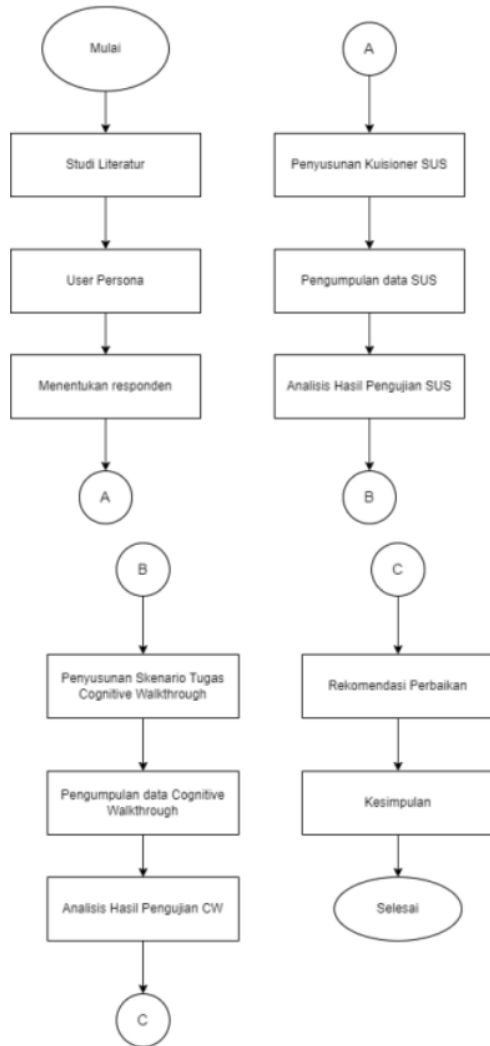 Mulai
Studi Literatur
User Persona
Menentukan responden
A
A
Penyusunan Kuisioner SUS
Pengumpulan data SUS
Analisis Hasil Pengujian SUS
B
B
Penyusunan Skenario Tugas
Cognitive Walkthrough
Pengumpulan data Cognitive
Walkthrough
Analisis Hasil Pengujian CW
C
C
Rekomendasi Perbaikan
Kesimpulan
Selesai